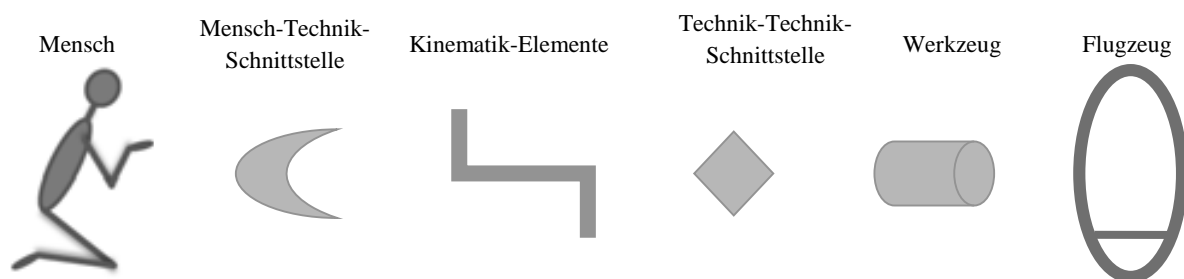 Mensch
Mensch-Technik-
Schnittstelle
Kinematik-Elemente
Technik-Technik-
Schnittstelle
Werkzeug
Flugzeug